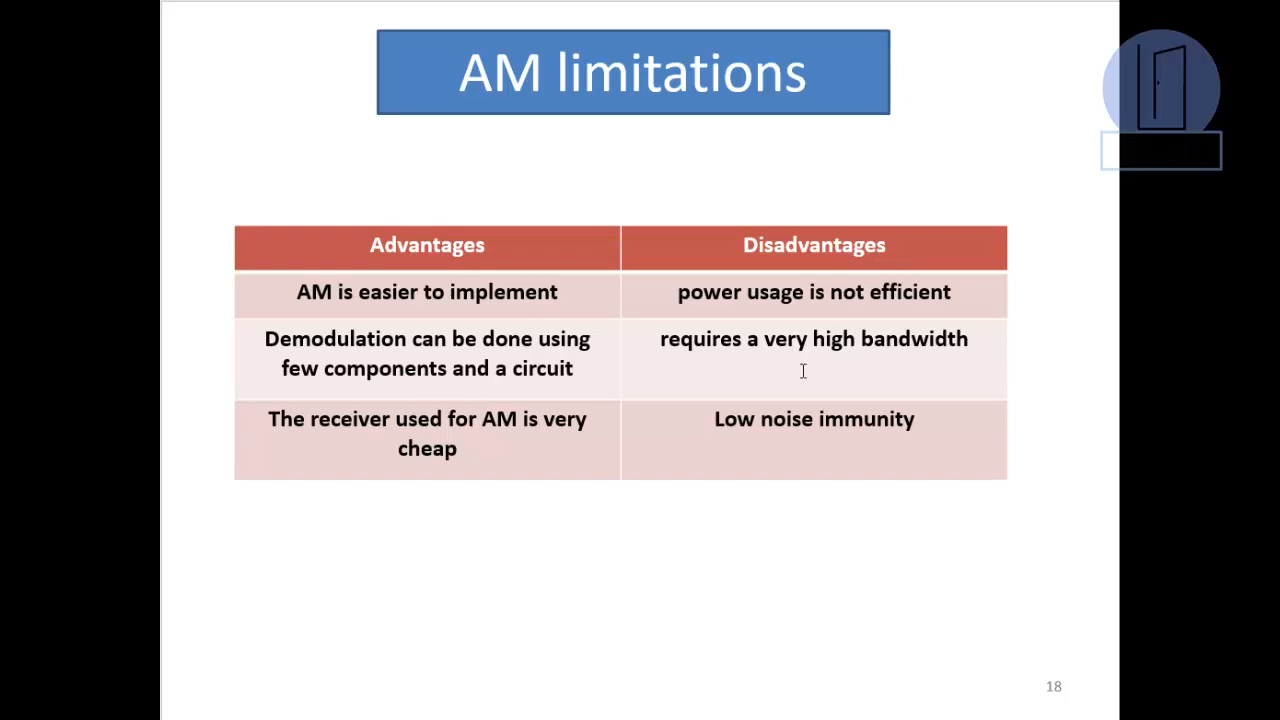 AM limitations
Advantages
Disadvantages
AM is easier to implement
power usage is not efficient
Demodulation can be done using
few components and a circuit
requires a very high bandwidth
The receiver used for AM is very
cheap
Low noise immunity
18